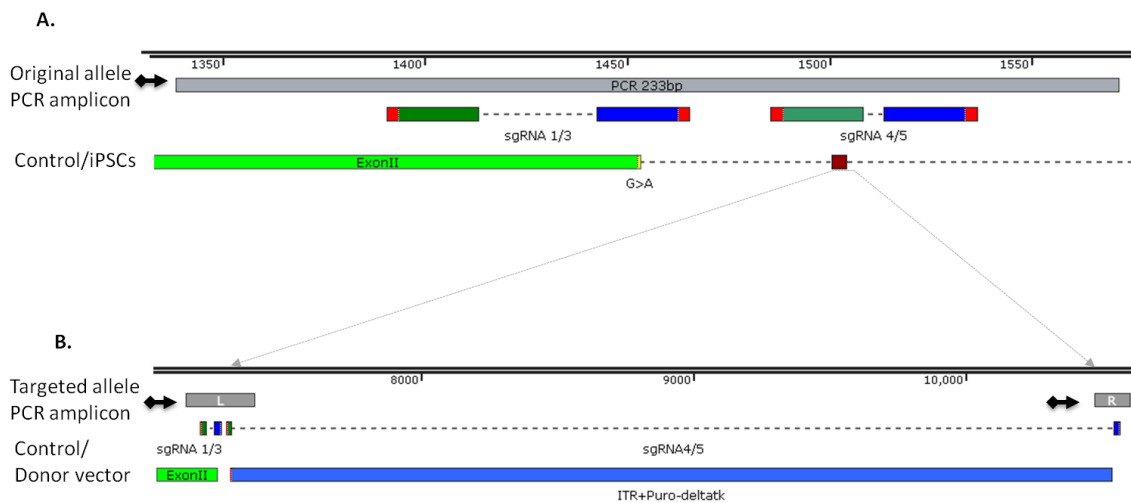 A.
1350 1400 1450 1500 1550
Original allele
PCR amplicon
PCR 233bp
sgRNA 1/3 sgRNA 4/5
Control/iPSCs
ExonII
G>A
B.
8000 9000 10,000
Targeted allele
PCR amplicon
L R
sgRNA 1/3 sgRNA4/5
Control/
Donor vector
ExonII
ITR+Puro-deltatk